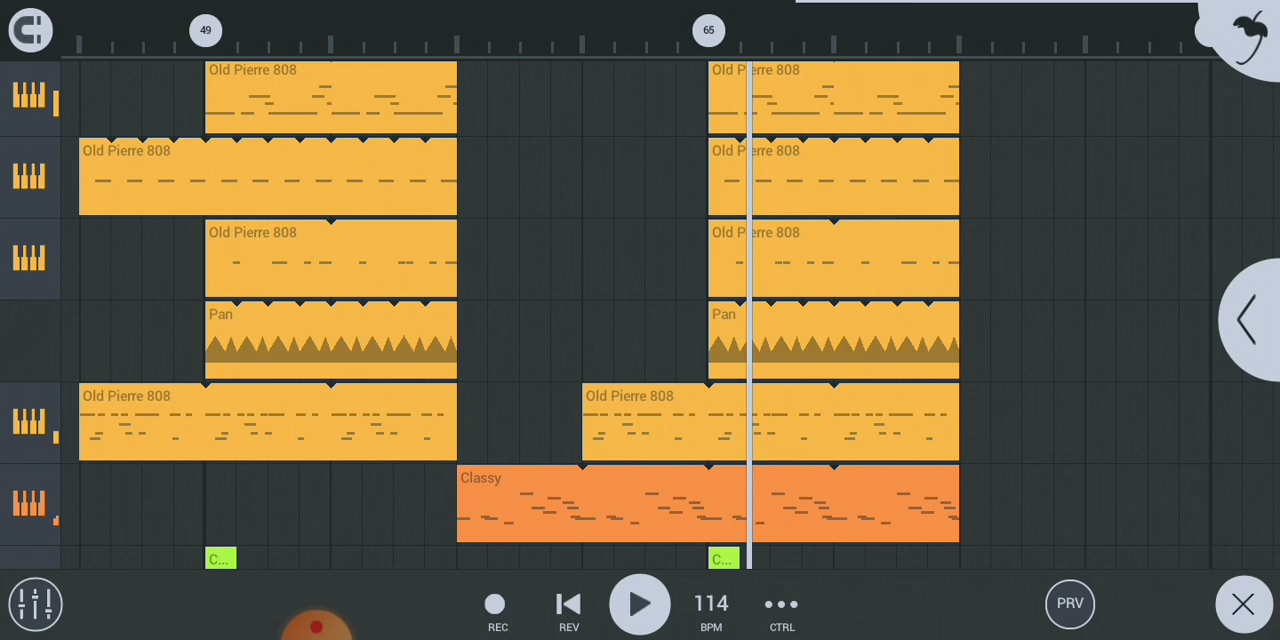 49
65
Old Pierre 808
Old Pierre 808
Old Pierre 808
Old Pierre 808
Old Pierre 808
Old Pierre 808
Pan
Pan
Old Pierre 808
Old Pierre 808
Classy
C...
C...
REC
REV
114
BPM
CTRL
PRV